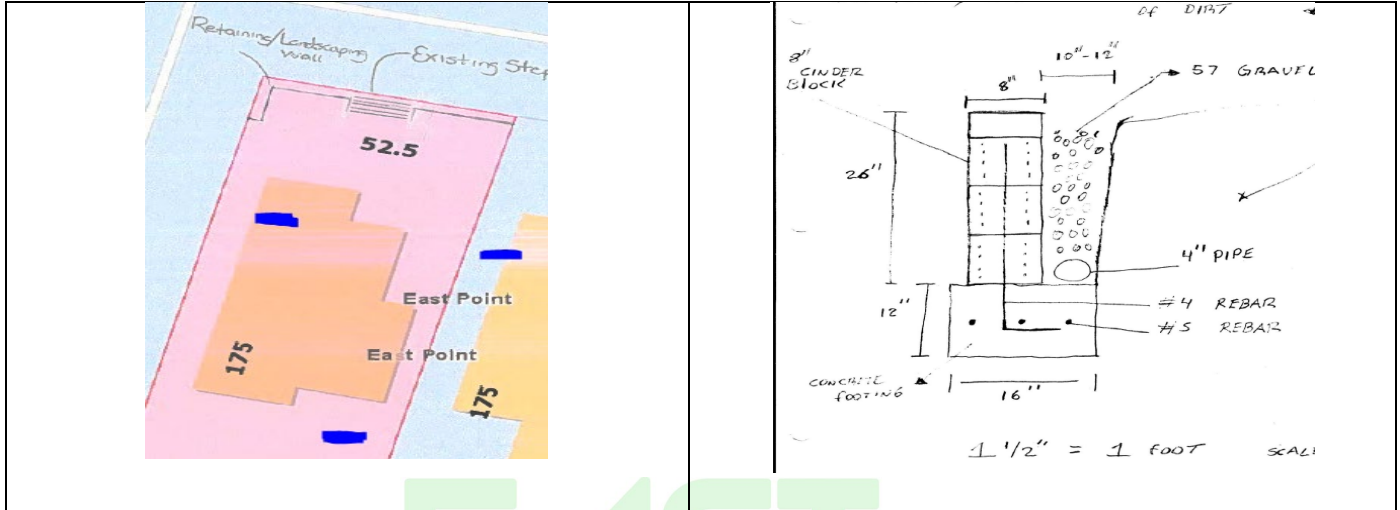 Retaining/Landscaping
Wall
Existing Step
52.5
East Point
East Point
175
175
of DIRT
8"
CINDER
BLOCK
10"-12"
57 GRAVEL
8"
26"
4" PIPE
12"
#4 REBAR
#5 REBAR
CONCRETE
FOOTING
16"
1 1/2" = 1 FOOT